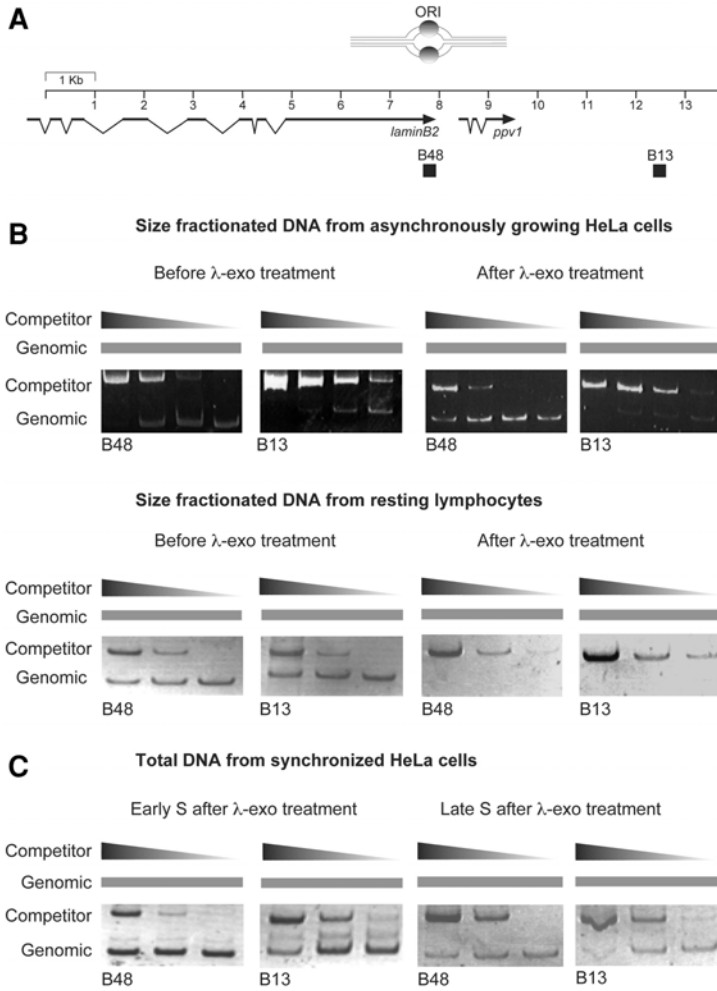 A
ORI
1 Kb
1 2 3 4 5 6 7 8 9 10 11 12 13
laminB2 ppv1
B48 B13
B
Size fractionated DNA from asynchronously growing HeLa cells
Before λ-exo treatment After λ-exo treatment
Competitor
Genomic
Competitor
Genomic
B48 B13 B48 B13
Size fractionated DNA from resting lymphocytes
Before λ-exo treatment After λ-exo treatment
Competitor
Genomic
Competitor
Genomic
B48 B13 B48 B13
C
Total DNA from synchronized HeLa cells
Early S after λ-exo treatment Late S after λ-exo treatment
Competitor
Genomic
Competitor
Genomic
B48 B13 B48 B13